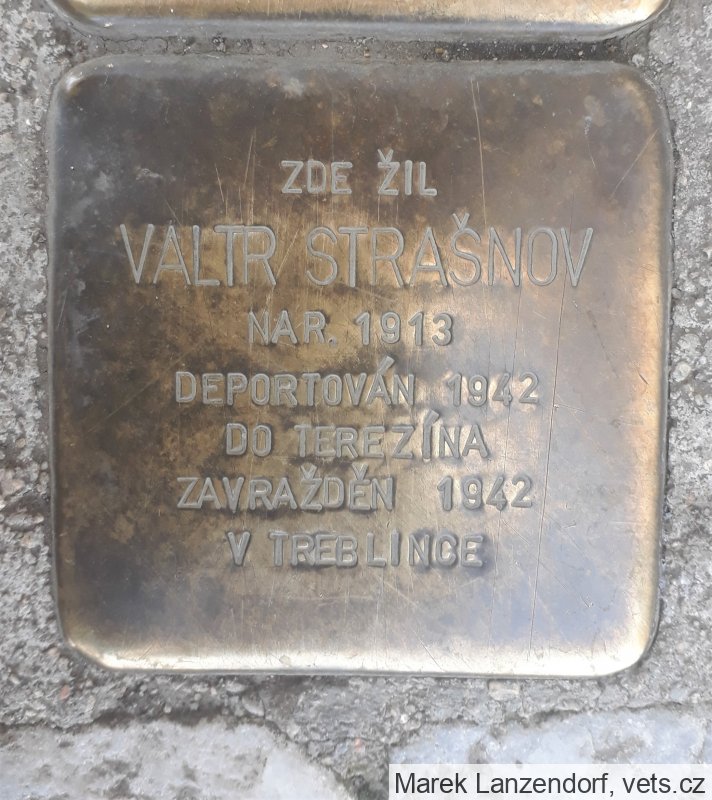 ZDE ŽIL
VALTR STRAŠNOV
NAR. 1913
DEPORTOVÁN 1942
DO TEREZÍNA
ZAVRAŽDĚN 1942
V TREBLINCE
Marek Lanzendorf, vets.cz